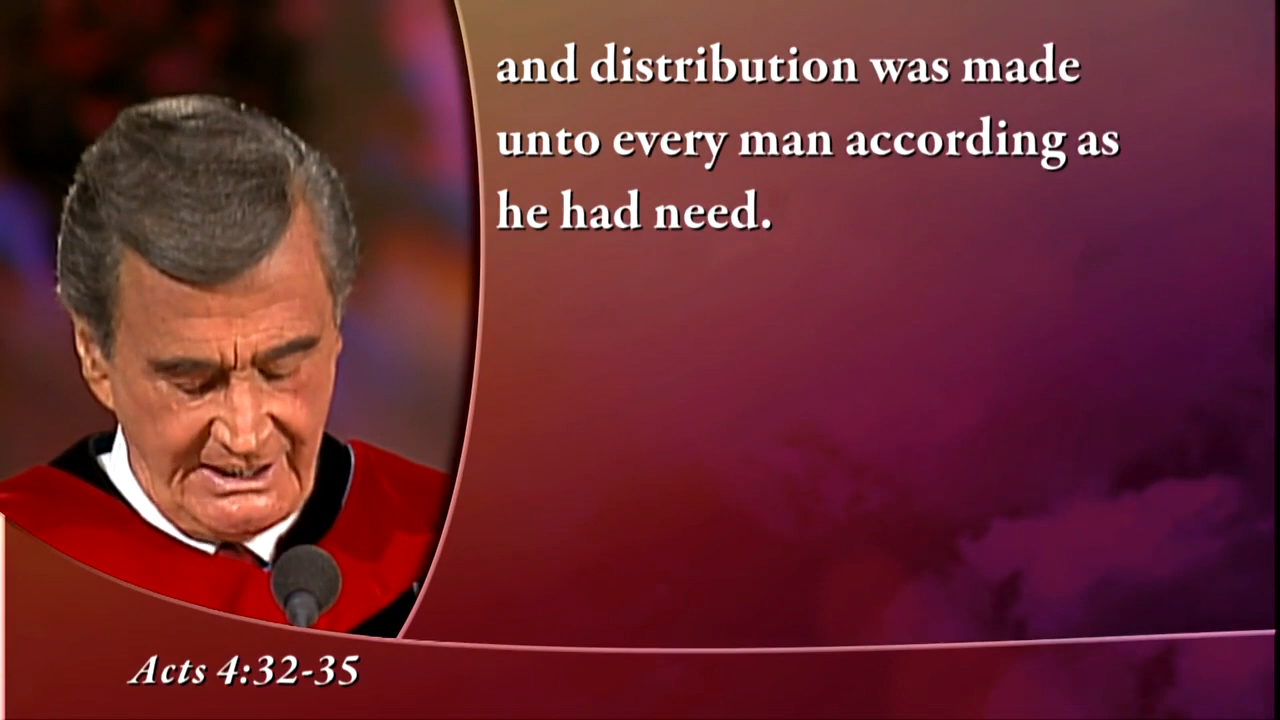 and distribution was made
unto every man according as
he had need.
Acts 4:32-35